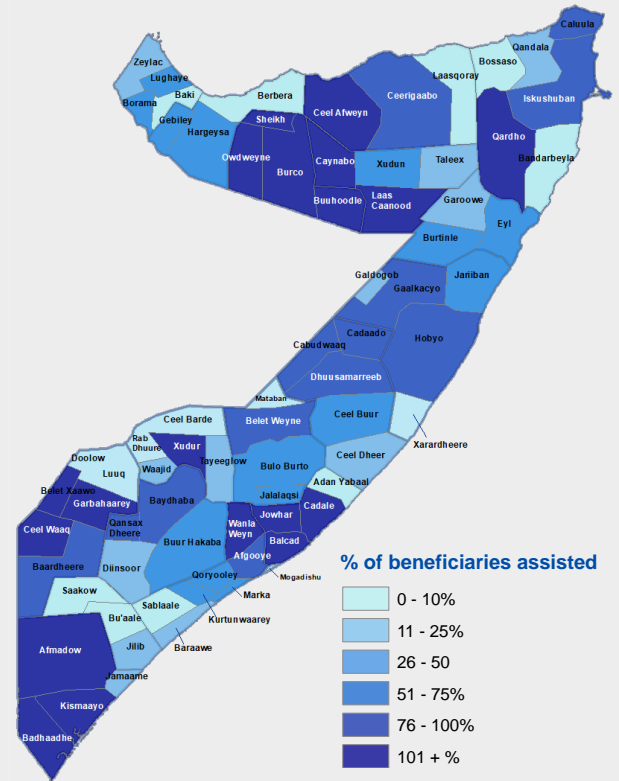 Caluula
Zeylac
Qandala
Bossaso
Lughaye
Laasqoray
Baki
Berbera
Ceerigaabo
Iskushuban
Borama
Ceel Afweyn
Gebiley
Sheikh
Hargeysa
Qardho
Owdweyne
Caynabo
Xudun
Taleex
Bandarbeyla
Burco
Buuhoodle
Laas
Caanood
Garoowe
Eyl
Burtinle
Galdogob
Jariiban
Gaalkacyo
Cadaado
Hobyo
Cabudwaaq
Dhuusamarreeb
Mataban
Ceel Barde
Belet Weyne
Ceel Buur
Xarardheere
Rab
Dhuure
Xudur
Doolow
Luuq
Waajid
Tayeeglow
Ceel Dheer
Bulo Burto
Belet Xaawo
Garbahaarey
Baydhaba
Adan Yabaal
Jalalaqsi
Cadale
Qansax
Dheere
Jowhar
Ceel Waaq
Wanla
Weyn
Buur Hakaba
Balcad
Afgooye
Baardheere
Diinsoor
Mogadishu
Qoryooley
Saakow
Marka
Sablaale
Bu'aale
Kurtunwaarey
Baraawe
Jilib
Afmadow
Jamaame
Kismaayo
Badhaadhe
% of beneficiaries assisted
0 - 10%
11 - 25%
26 - 50
51 - 75%
76 - 100%
101 + %